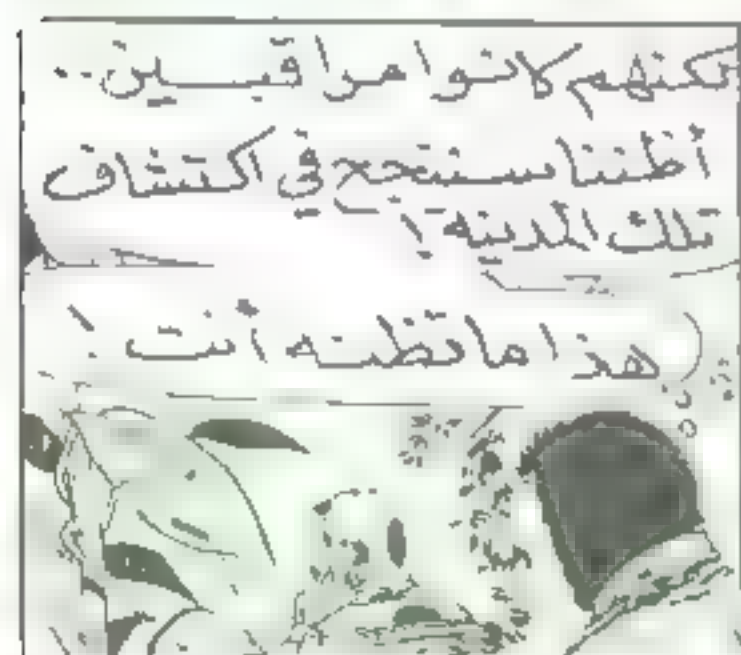 لكنهم كانوا مراقبين..
أظننا سننجح في اكتشاف
تلك المدينة!
هذا ما تظنه أنت!